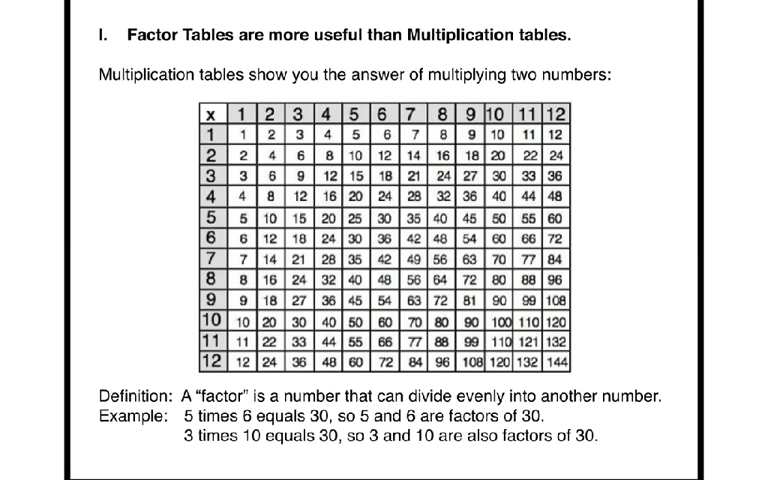 I. Factor Tables are more useful than Multiplication tables.
Multiplication tables show you the answer of multiplying two numbers:
x 1 2 3 4 5 6 7 8 9 10 11 12
1 1 2 3 4 5 6 7 8 9 10 11 12
2 2 4 6 8 10 12 14 16 18 20 22 24
3 3 6 9 12 15 18 21 24 27 30 33 36
4 4 8 12 16 20 24 28 32 36 40 44 48
5 5 10 15 20 25 30 35 40 45 50 55 60
6 6 12 18 24 30 36 42 48 54 60 66 72
7 7 14 21 28 35 42 49 56 63 70 77 84
8 8 16 24 32 40 48 56 64 72 80 88 96
9 9 18 27 36 45 54 63 72 81 90 99 108
10 10 20 30 40 50 60 70 80 90 100 110 120
11 11 22 33 44 55 66 77 88 99 110 121 132
12 12 24 36 48 60 72 84 96 108 120 132 144
Definition: A “factor” is a number that can divide evenly into another number.
Example: 5 times 6 equals 30, so 5 and 6 are factors of 30.
3 times 10 equals 30, so 3 and 10 are also factors of 30.